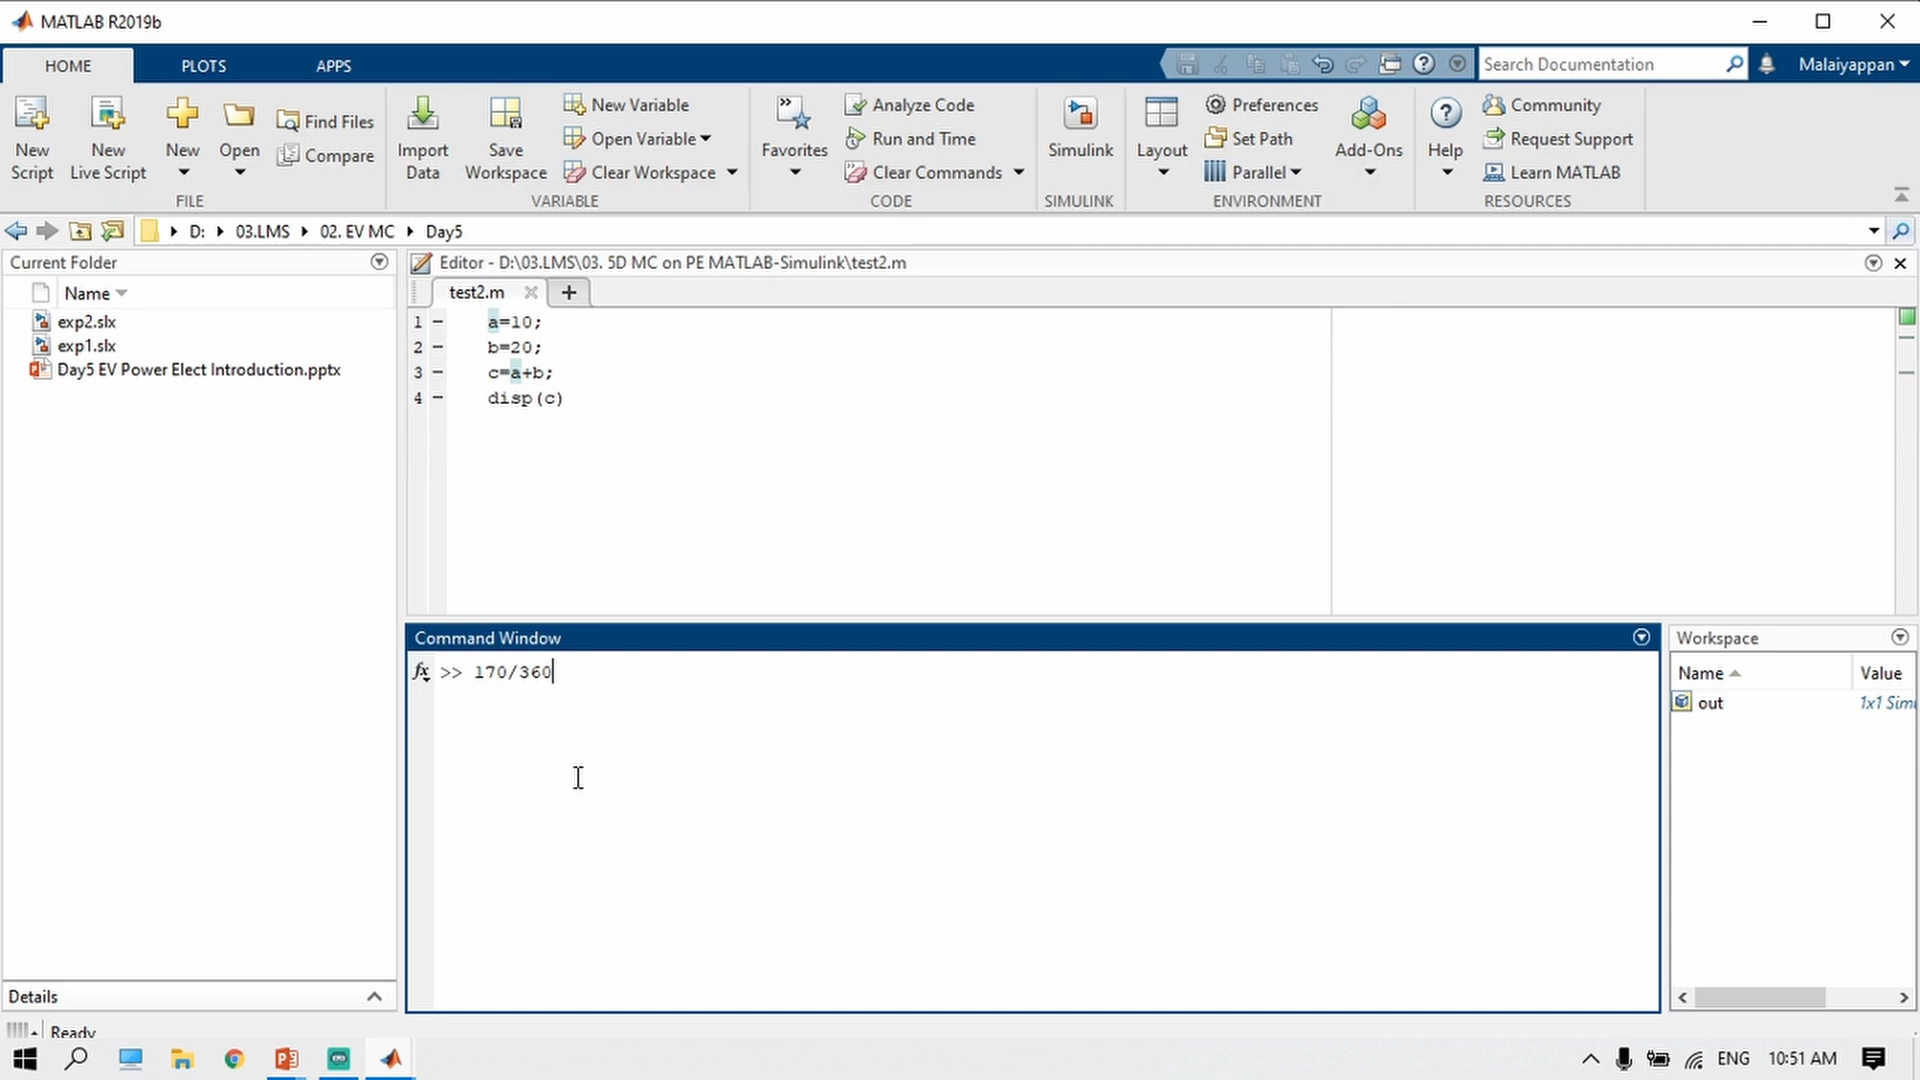 MATLAB R2019b
HOME PLOTS APPS
Search Documentation
Malaiyappan
New Script
New Live Script
New
Open
Find Files
Compare
FILE
Import Data
Save Workspace
New Variable
Open Variable
Clear Workspace
VARIABLE
Favorites
Analyze Code
Run and Time
Clear Commands
CODE
Simulink
SIMULINK
Layout
Preferences
Set Path
Parallel
Add-Ons
ENVIRONMENT
Help
Community
Request Support
Learn MATLAB
RESOURCES
D: 03.LMS 02. EV MC Day5
Current Folder
Name
exp2.slx
exp1.slx
Day5 EV Power Elect Introduction.pptx
Details
Editor - D:\03.LMS\03. 5D MC on PE MATLAB-Simulink\test2.m
test2.m
1 - a=10;
2 - b=20;
3 - c=a+b;
4 - disp(c)
Command Window
fx >> 170/360
Workspace
Name Value
out 1x1 Sim
Ready
ENG 10:51 AM